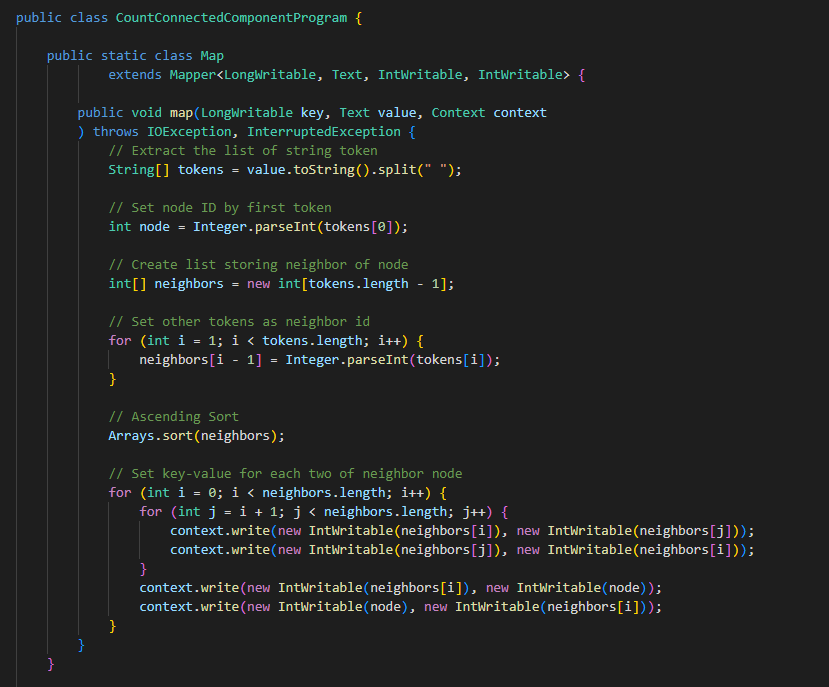 public class CountConnectedComponentProgram {
public static class Map
extends Mapper<LongWritable, Text, IntWritable, IntWritable> {
public void map(LongWritable key, Text value, Context context
) throws IOException, InterruptedException {
// Extract the list of string token
String[] tokens = value.toString().split(" ");
// Set node ID by first token
int node = Integer.parseInt(tokens[0]);
// Create list storing neighbor of node
int[] neighbors = new int[tokens.length - 1];
// Set other tokens as neighbor id
for (int i = 1; i < tokens.length; i++) {
neighbors[i - 1] = Integer.parseInt(tokens[i]);
}
// Ascending Sort
Arrays.sort(neighbors);
// Set key-value for each two of neighbor node
for (int i = 0; i < neighbors.length; i++) {
for (int j = i + 1; j < neighbors.length; j++) {
context.write(new IntWritable(neighbors[i]), new IntWritable(neighbors[j]));
context.write(new IntWritable(neighbors[j]), new IntWritable(neighbors[i]));
}
context.write(new IntWritable(neighbors[i]), new IntWritable(node));
context.write(new IntWritable(node), new IntWritable(neighbors[i]));
}
}
}